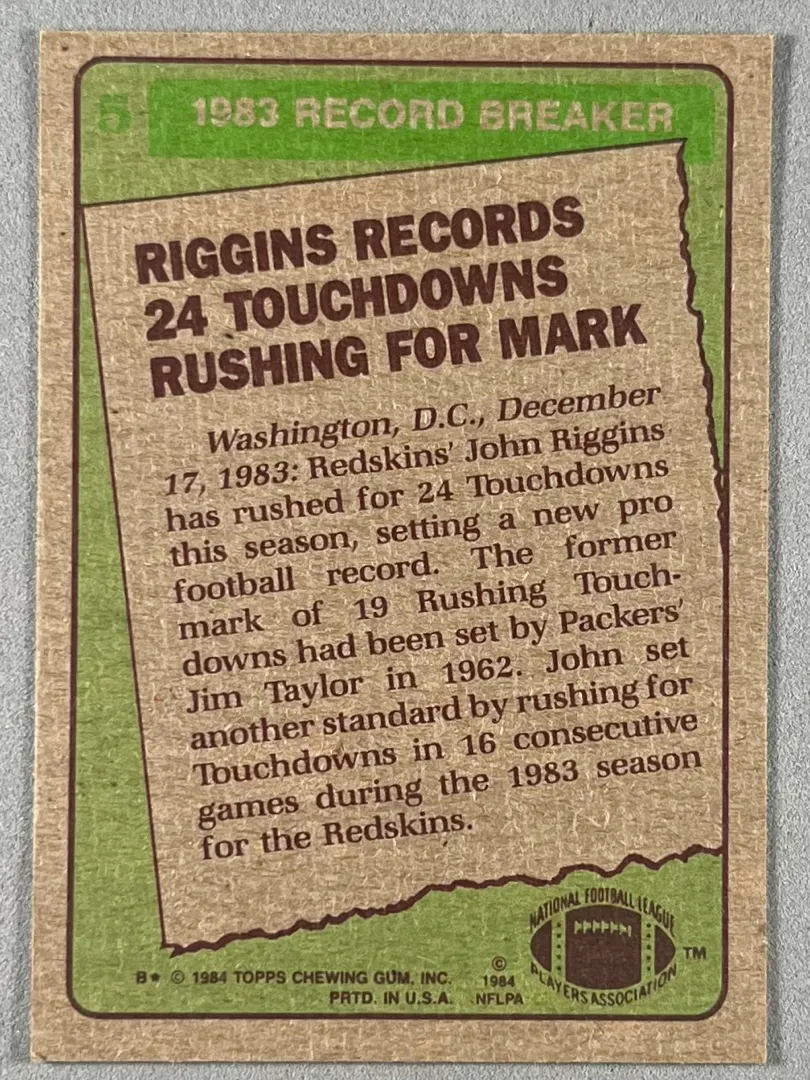 5 1983 RECORD BREAKER
RIGGINS RECORDS
24 TOUCHDOWNS
RUSHING FOR MARK
Washington, D.C., December
17, 1983: Redskins' John Riggins
has rushed for 24 Touchdowns
this season, setting a new pro
football record. The former
mark of 19 Rushing Touch-
downs had been set by Packers'
Jim Taylor in 1962. John set
another standard by rushing for
Touchdowns in 16 consecutive
games during the 1983 season
for the Redskins.
NATIONAL FOOTBALL LEAGUE
PLAYERS ASSOCIATION
TM
B* © 1984 TOPPS CHEWING GUM, INC.
PRTD. IN U.S.A.
©
1984
NFLPA